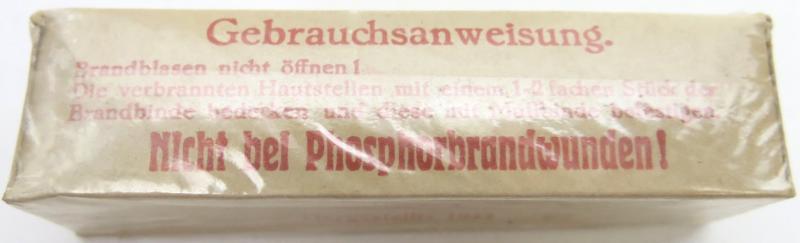 Gebrauchsanweisung.
Brandblasen nicht öffnen!
Die verbrannten Hautstellen mit einem 1-2 fachen Stück der
Brandbinde bedecken und diese mit Mullbinde befestigen.
Nicht bei Phosphorbrandwunden!